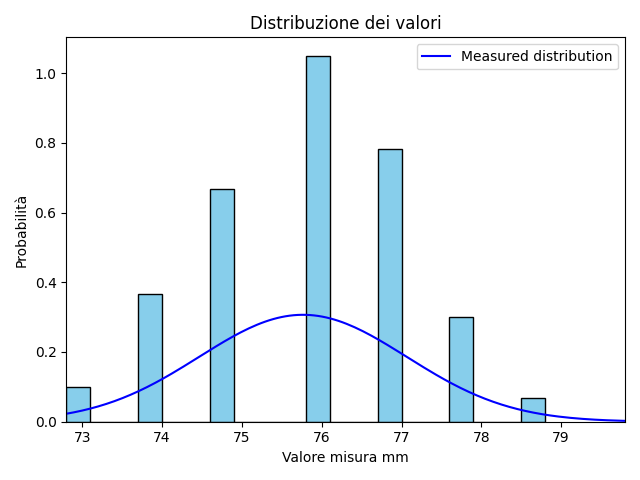 Distribuzione dei valori
Measured distribution
1.0
0.8
0.6
0.4
0.2
0.0
Probabilità
73 74 75 76 77 78 79
Valore misura mm